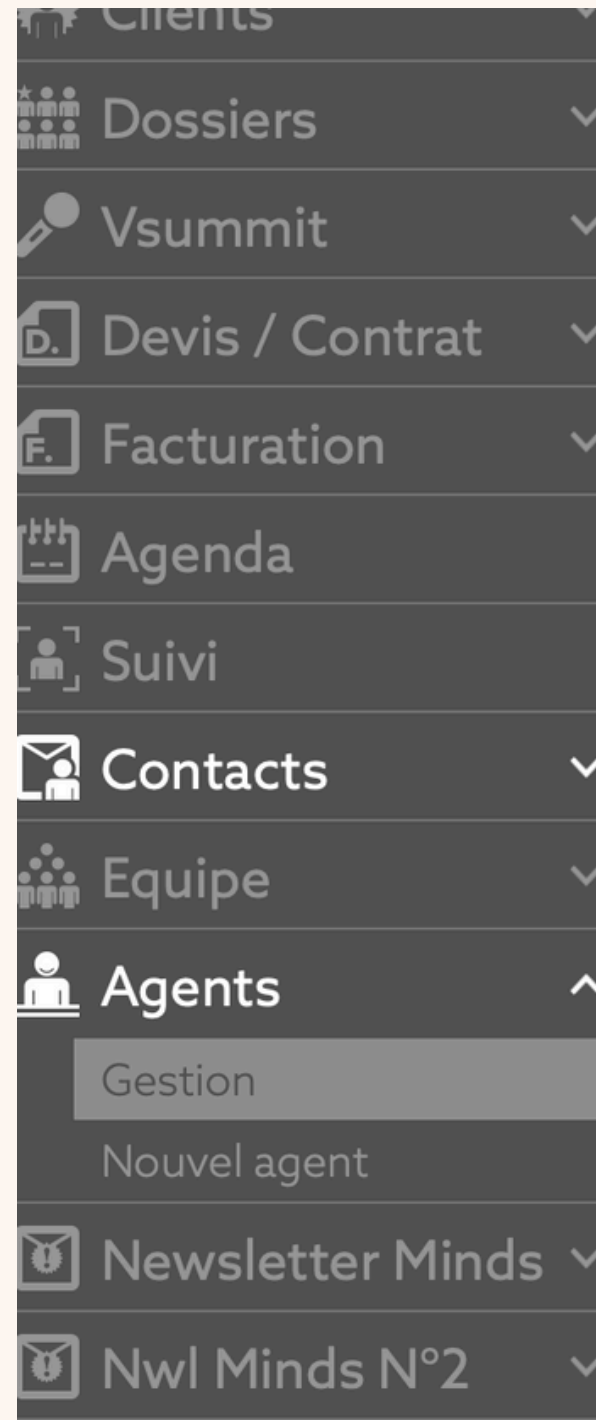 Clients
Dossiers
Vsummit
D. Devis / Contrat
F. Facturation
Agenda
Suivi
Contacts
Equipe
Agents
Gestion
Nouvel agent
Newsletter Minds
Nwl Minds N°2